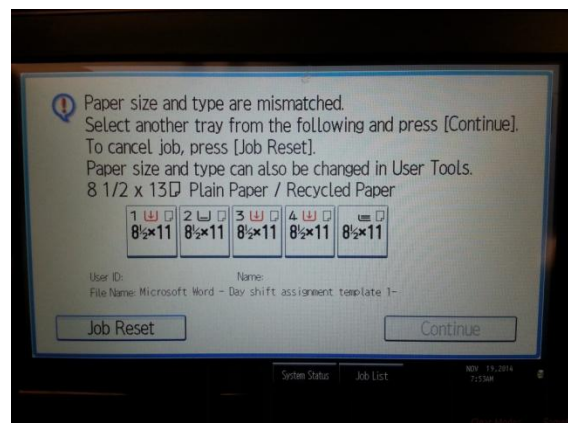 Paper size and type are mismatched.
Select another tray from the following and press [Continue].
To cancel job, press [Job Reset].
Paper size and type can also be changed in User Tools.
8 1/2 x 13 Plain Paper / Recycled Paper
1 2 3 4
8½×11 8½×11 8½×11 8½×11 8½×11
User ID: Name:
File Name: Microsoft Word - Day shift assignment template 1-
Job Reset Continue
System Status Job List NOV 19,2014
7:53AM